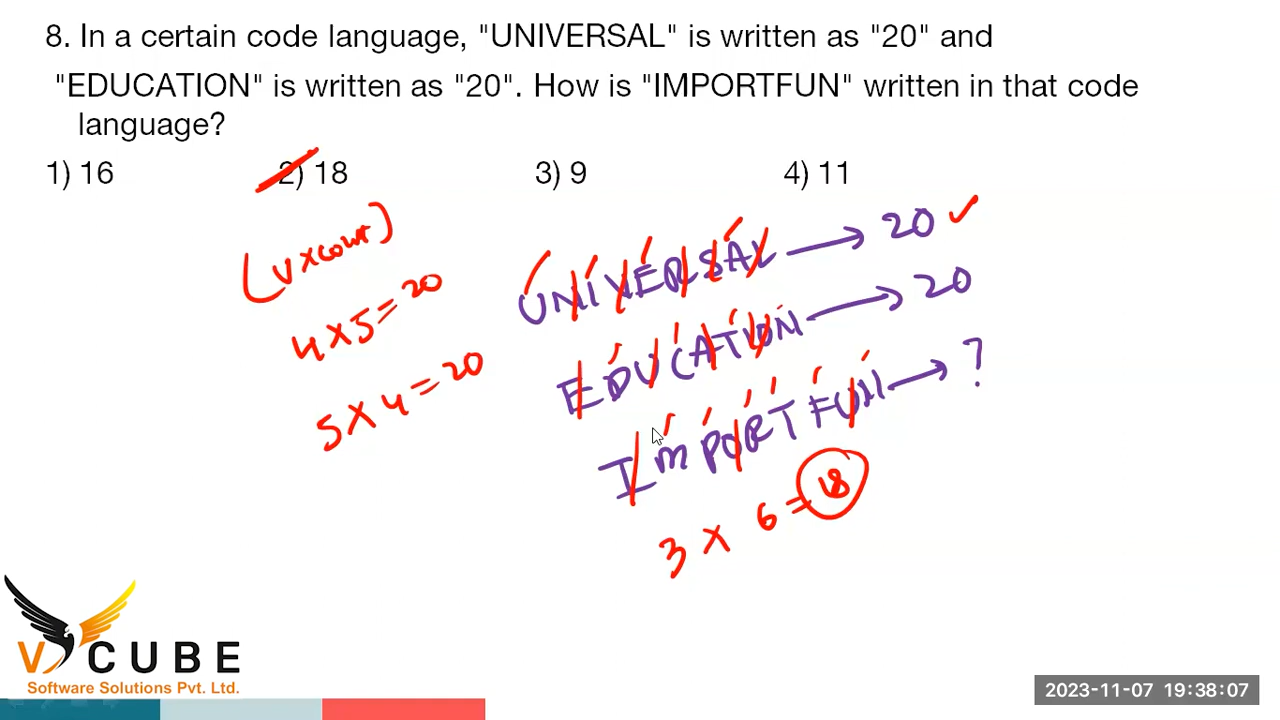 8. In a certain code language, "UNIVERSAL" is written as "20" and
"EDUCATION" is written as "20". How is "IMPORTFUN" written in that code
language?
1) 16 2) 18 3) 9 4) 11
(V x count)
4 x 5 = 20
5 x 4 = 20
UNIVERSAL → 20 ✓
EDUCATION → 20
IMPORTFUN → ?
3 x 6 = 18
V CUBE
Software Solutions Pvt. Ltd.
2023-11-07 19:38:07